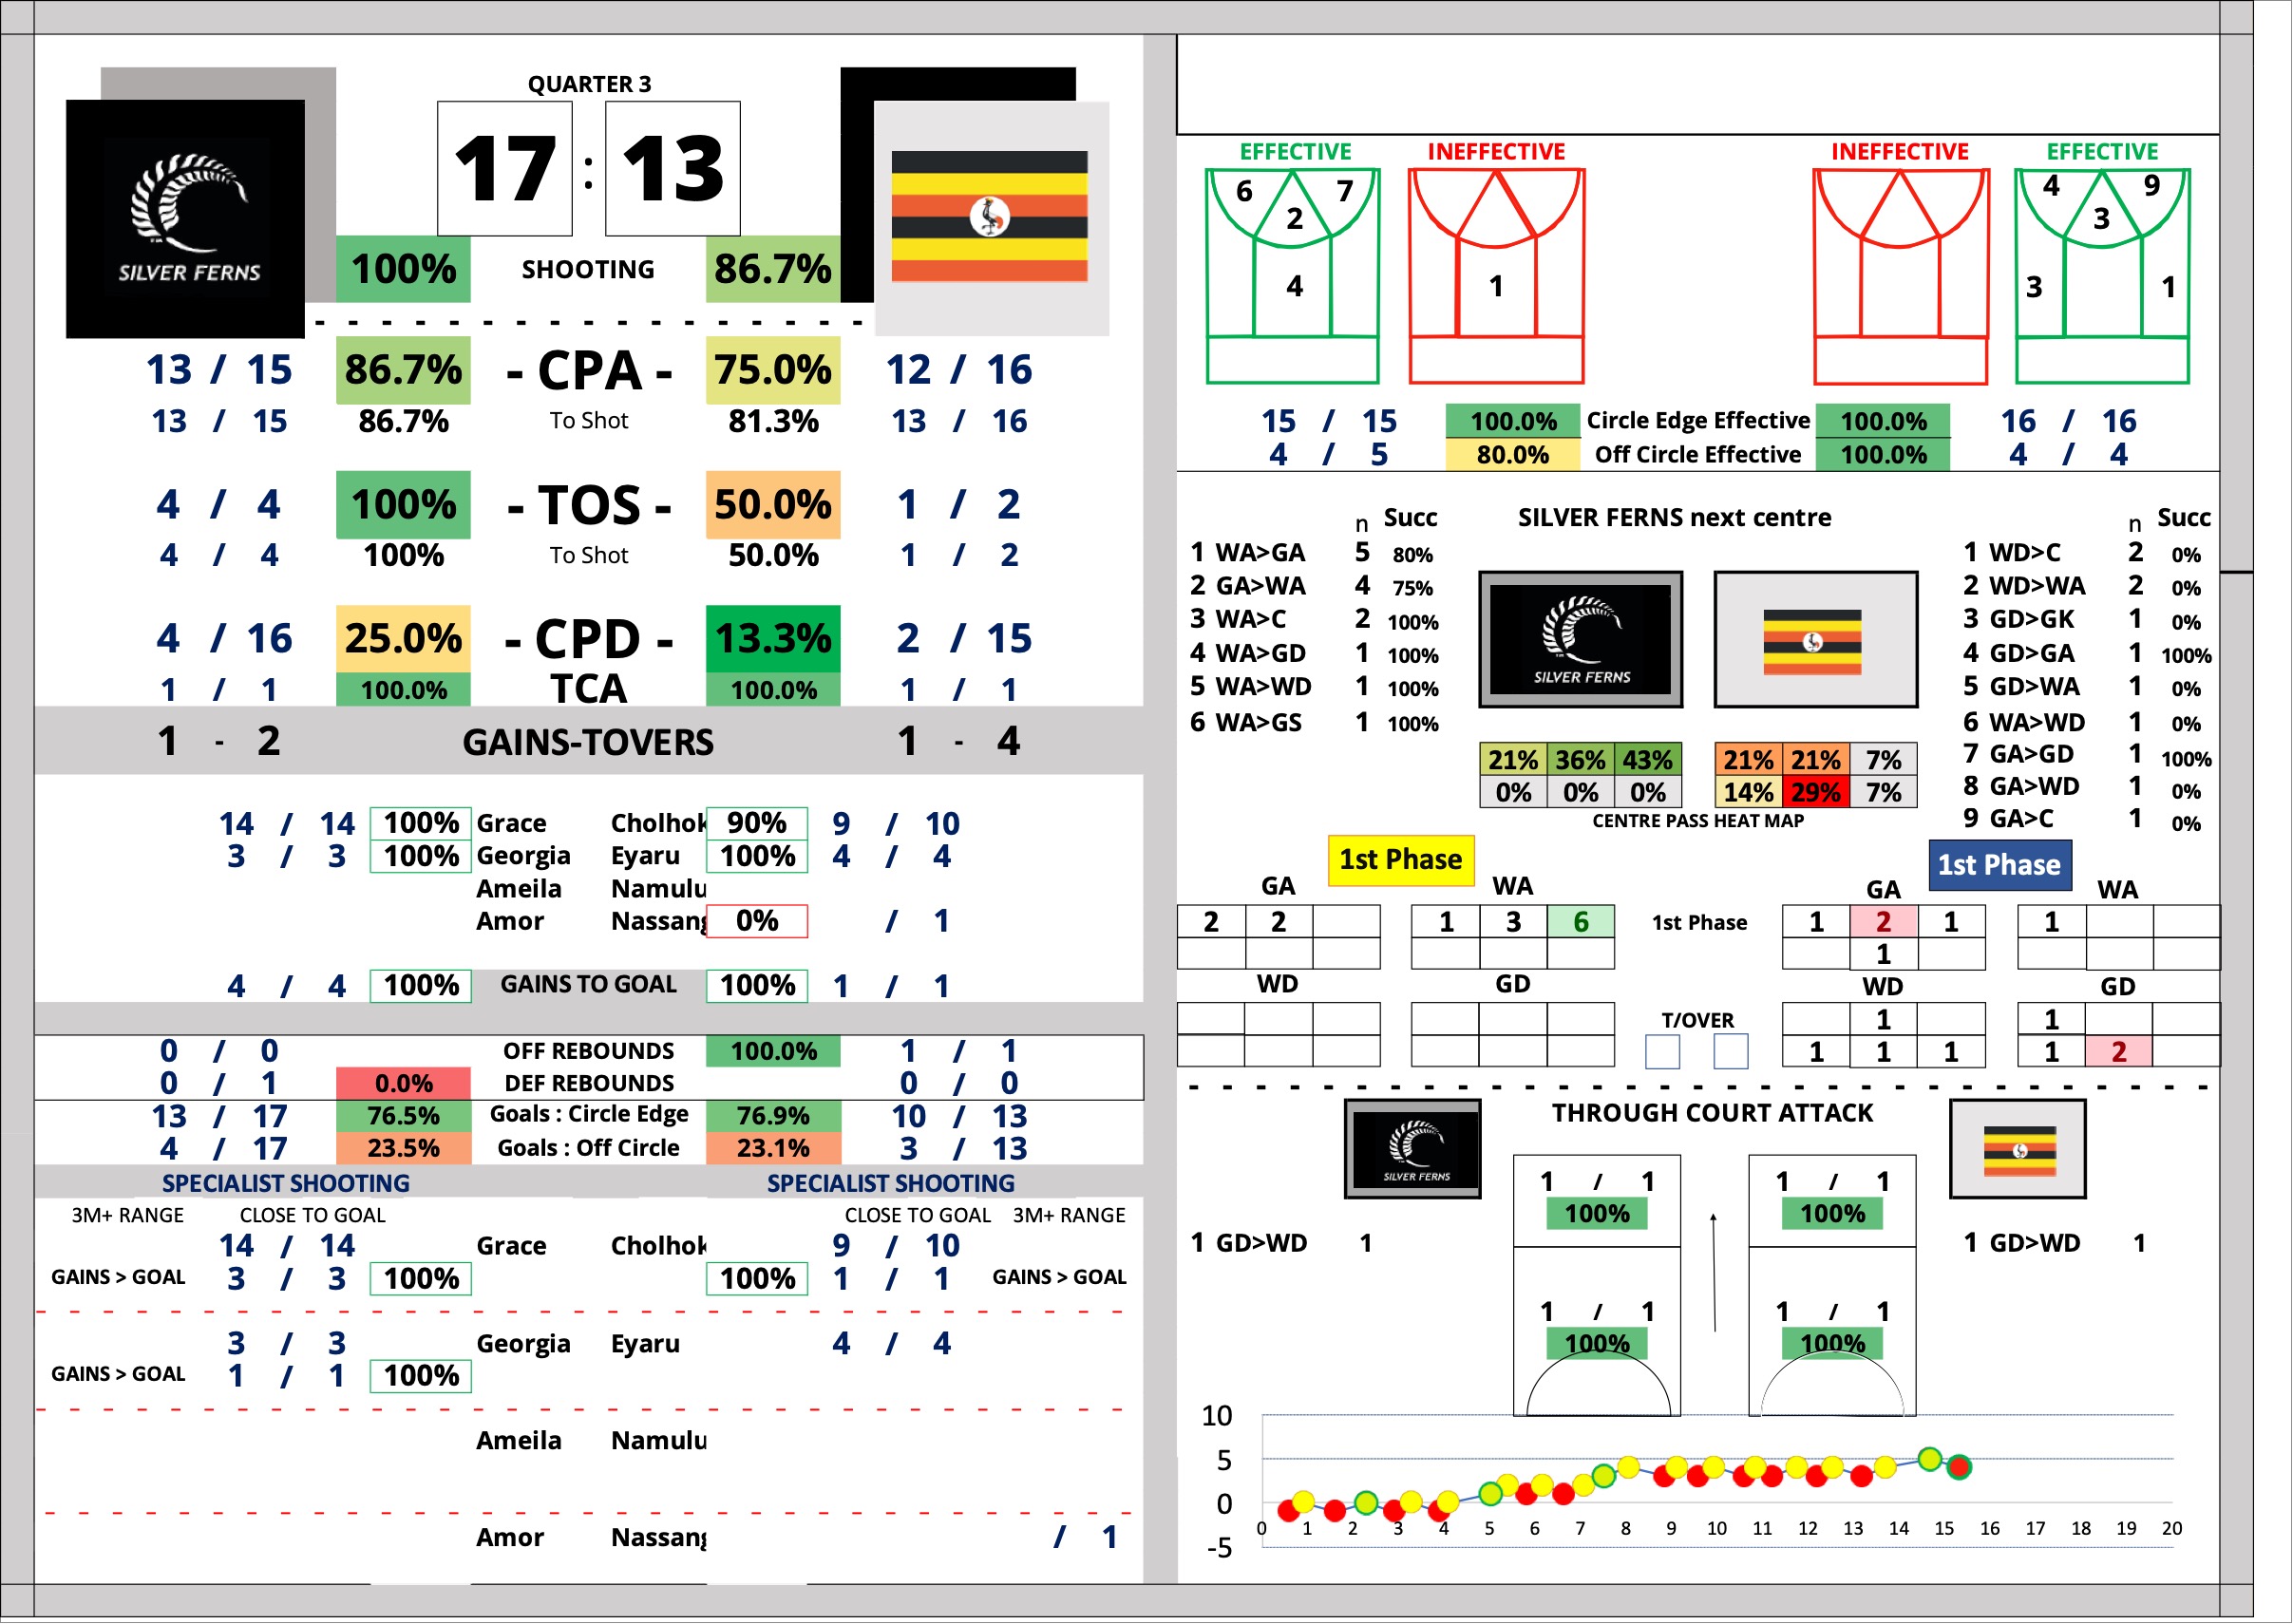 QUARTER 3
17 : 13
SILVER FERNS
100% SHOOTING 86.7%
13 / 15 86.7% - CPA - 75.0% 12 / 16
13 / 15 86.7% To Shot 81.3% 13 / 16
4 / 4 100% - TOS - 50.0% 1 / 2
4 / 4 100% To Shot 50.0% 1 / 2
4 / 16 25.0% - CPD - 13.3% 2 / 15
1 / 1 100.0% TCA 100.0% 1 / 1
1 - 2 GAINS-TOVERS 1 - 4
14 / 14 100% Grace Cholhok 90% 9 / 10
3 / 3 100% Georgia Eyaru 100% 4 / 4
Ameila Namulu
Amor Nassang 0% / 1
4 / 4 100% GAINS TO GOAL 100% 1 / 1
0 / 0 OFF REBOUNDS 100.0% 1 / 1
0 / 1 0.0% DEF REBOUNDS 0 / 0
13 / 17 76.5% Goals : Circle Edge 76.9% 10 / 13
4 / 17 23.5% Goals : Off Circle 23.1% 3 / 13
SPECIALIST SHOOTING SPECIALIST SHOOTING
3M+ RANGE CLOSE TO GOAL CLOSE TO GOAL 3M+ RANGE
14 / 14 Grace Cholhok 9 / 10
GAINS > GOAL 3 / 3 100% 100% 1 / 1 GAINS > GOAL
3 / 3 Georgia Eyaru 4 / 4
GAINS > GOAL 1 / 1 100%
Ameila Namulu
Amor Nassang / 1
EFFECTIVE INEFFECTIVE INEFFECTIVE EFFECTIVE
6 7 4 9
2 3
4 1 3 1
15 / 15 100.0% Circle Edge Effective 100.0% 16 / 16
4 / 5 80.0% Off Circle Effective 100.0% 4 / 4
n Succ SILVER FERNS next centre n Succ
1 WA>GA 5 80% 1 WD>C 2 0%
2 GA>WA 4 75% 2 WD>WA 2 0%
3 WA>C 2 100% 3 GD>GK 1 0%
4 WA>GD 1 100% 4 GD>GA 1 100%
5 WA>WD 1 100% SILVER FERNS 5 GD>WA 1 0%
6 WA>GS 1 100% 6 WA>WD 1 0%
21% 36% 43% 21% 21% 7% 7 GA>GD 1 100%
0% 0% 0% 14% 29% 7% 8 GA>WD 1 0%
CENTRE PASS HEAT MAP 9 GA>C 1 0%
1st Phase 1st Phase
GA WA GA WA
2 2 1 3 6 1st Phase 1 2 1 1
1
WD GD WD GD
T/OVER 1 1
1 1 1 1 2
THROUGH COURT ATTACK
SILVER FERNS
1 / 1 1 / 1
100% 100%
1 GD>WD 1 1 GD>WD 1
1 / 1 1 / 1
100% 100%
10
5
0
0 1 2 3 4 5 6 7 8 9 10 11 12 13 14 15 16 17 18 19 20
-5